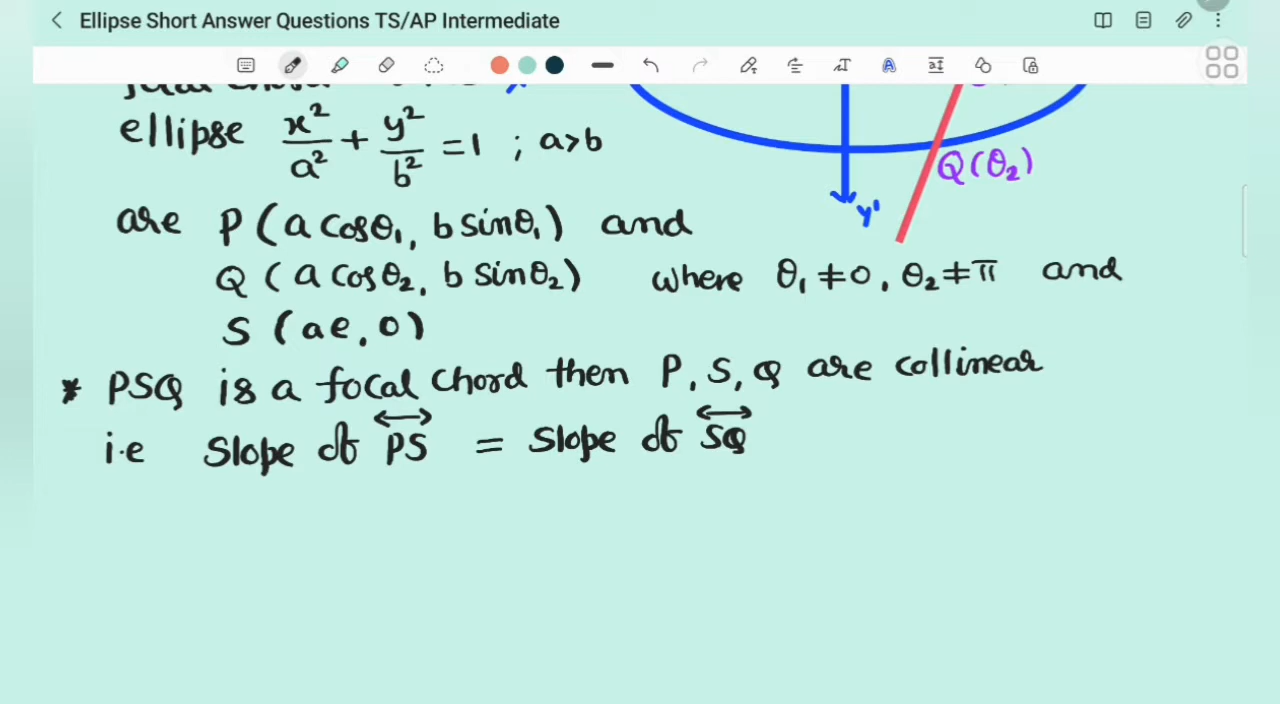 Ellipse Short Answer Questions TS/AP Intermediate
ellipse x²/a² + y²/b² = 1 ; a>b
Q(θ₂)
y'
are P(a cosθ₁, b sinθ₁) and
Q (a cosθ₂, b sinθ₂) where θ₁≠0, θ₂≠π and
S (ae, 0)
* PSQ is a focal chord then P, S, Q are collinear
i.e Slope of PS = Slope of SQ